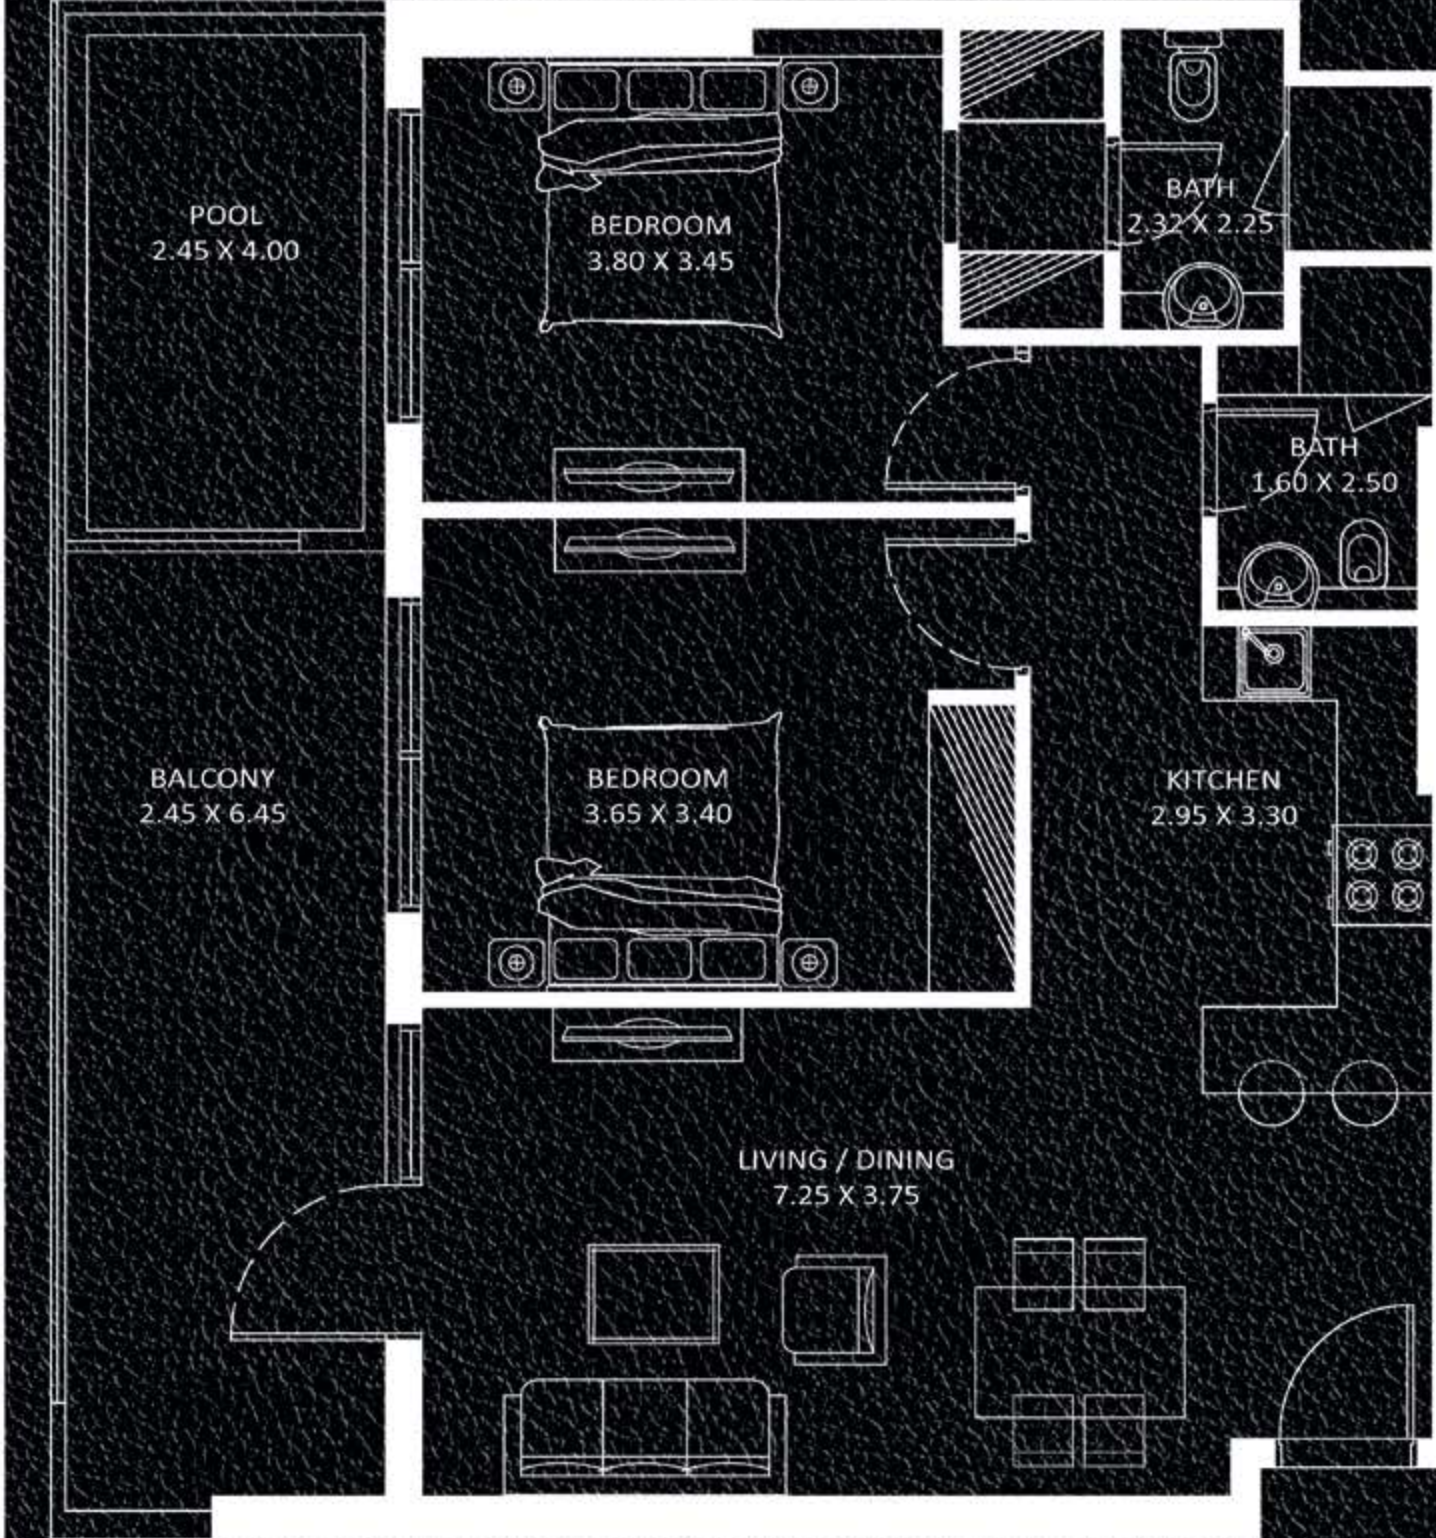 POOL
2.45 X 4.00
BEDROOM
3.80 X 3.45
BATH
2.32 X 2.25
BATH
1.60 X 2.50
BALCONY
2.45 X 6.45
BEDROOM
3.65 X 3.40
KITCHEN
2.95 X 3.30
LIVING / DINING
7.25 X 3.75